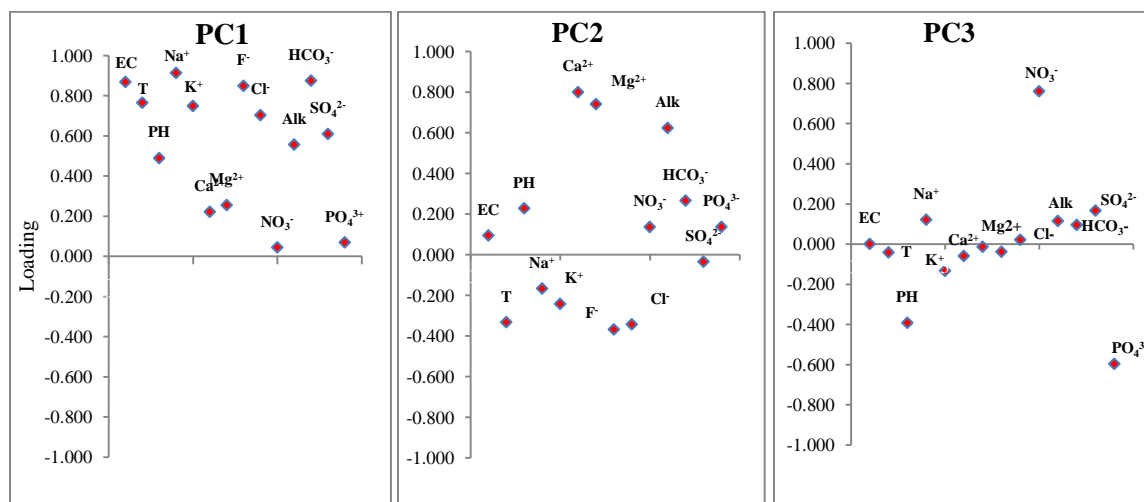 PC1
1.000
0.800
0.600
0.400
0.200
0.000
-0.200
-0.400
-0.600
-0.800
-1.000
Loading
EC
T
PH
Na⁺
K⁺
Mg²⁺
F⁻
Cl⁻
NO₃⁻
Alk
HCO₃⁻
SO₄²⁻
PO₄³⁺
PC2
1.000
0.800
0.600
0.400
0.200
0.000
-0.200
-0.400
-0.600
-0.800
-1.000
EC
T
PH
Na⁺
K⁺
Ca²⁺
Mg²⁺
F⁻
Cl⁻
NO₃⁻
Alk
HCO₃⁻
SO₄²⁻
PO₄³⁻
PC3
1.000
0.800
0.600
0.400
0.200
0.000
-0.200
-0.400
-0.600
-0.800
-1.000
EC
T
PH
Na⁺
K⁺
Ca²⁺
Mg2+
NO₃⁻
Cl⁻
Alk
HCO₃⁻
SO₄²⁻
PO₄³